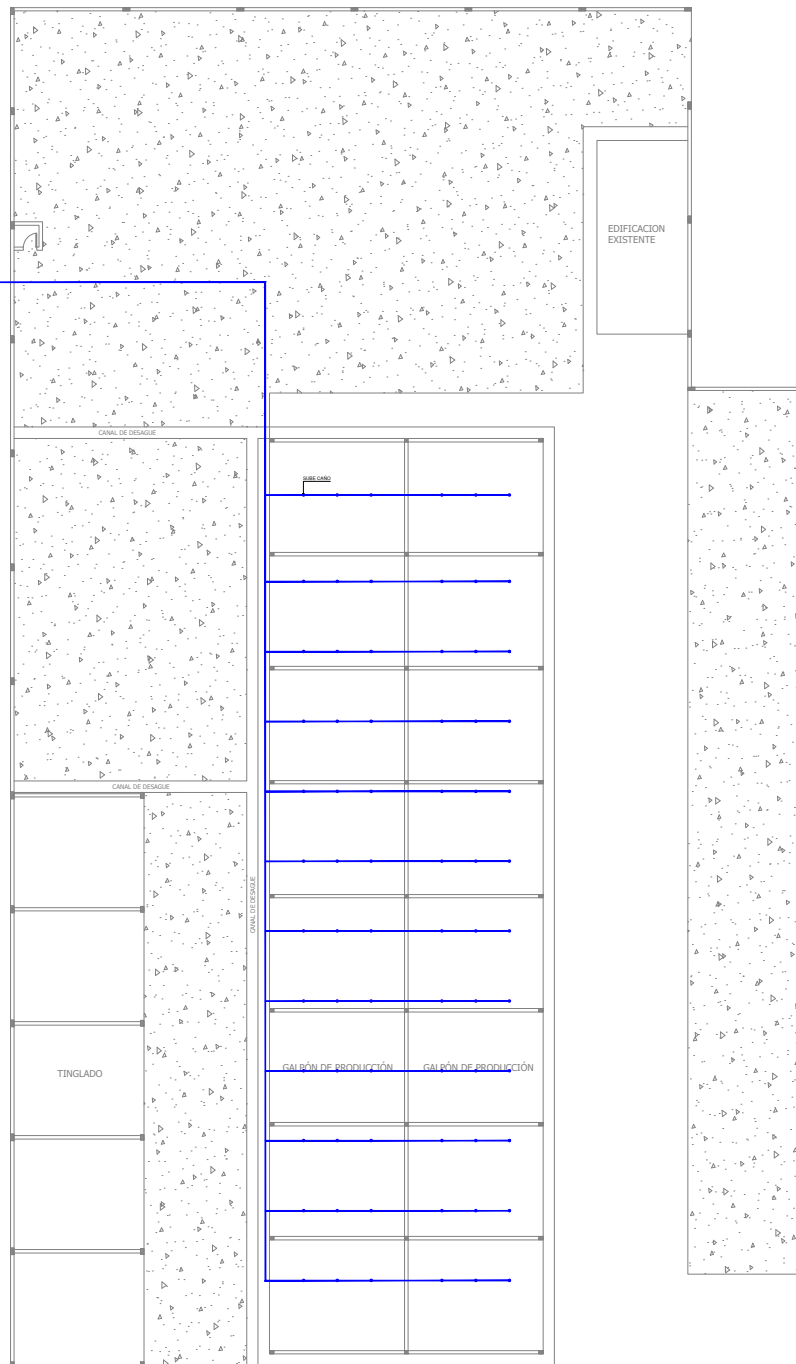 EDIFICACION
EXISTENTE
CANAL DE DESAGUE
SUBE CAÑO
CANAL DE DESAGUE
CANAL DE DESAGUE
GALPÓN DE PRODUCCIÓN
GALPÓN DE PRODUCCIÓN
TINGLADO